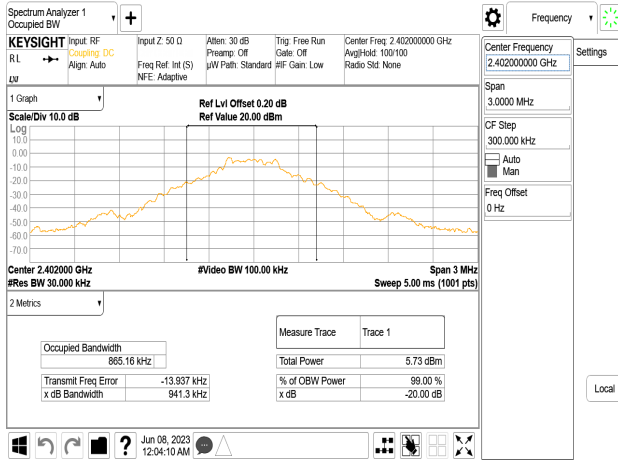 Spectrum Analyzer 1
Occupied BW
Frequency
KEYSIGHT Input: RF Input Z: 50 Ω Atten: 30 dB Trig: Free Run Center Freq: 2.402000000 GHz
RL Coupling: DC Preamp: Off Gate: Off Avg|Hold: 100/100
Align: Auto Freq Ref: Int (S) µW Path: Standard #IF Gain: Low Radio Std: None
NFE: Adaptive
Center Frequency
2.402000000 GHz
Settings
Span
3.0000 MHz
CF Step
300.000 kHz
Auto
Man
Freq Offset
0 Hz
Local
1 Graph
Ref Lvl Offset 0.20 dB
Scale/Div 10.0 dB Ref Value 20.00 dBm
Log
10.0
0.00
-10.0
-20.0
-30.0
-40.0
-50.0
-60.0
-70.0
Center 2.402000 GHz #Video BW 100.00 kHz Span 3 MHz
#Res BW 30.000 kHz Sweep 5.00 ms (1001 pts)
2 Metrics
Measure Trace Trace 1
Occupied Bandwidth
865.16 kHz Total Power 5.73 dBm
Transmit Freq Error -13.937 kHz % of OBW Power 99.00 %
x dB Bandwidth 941.3 kHz x dB -20.00 dB
? Jun 08, 2023
12:04:10 AM